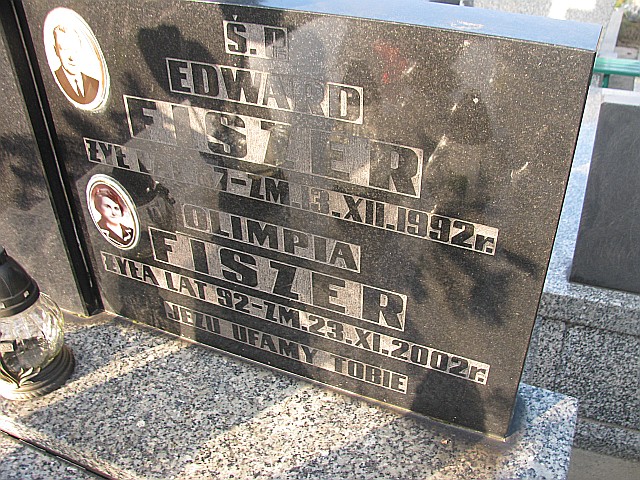 Ś. P.
EDWARD
FISZER
ZM. 13. XII. 1992r.
OLIMPIA
FISZER
ŻYŁA LAT 92-ZM. 23. XI. 2002r.
JEZU UFAMY TOBIE